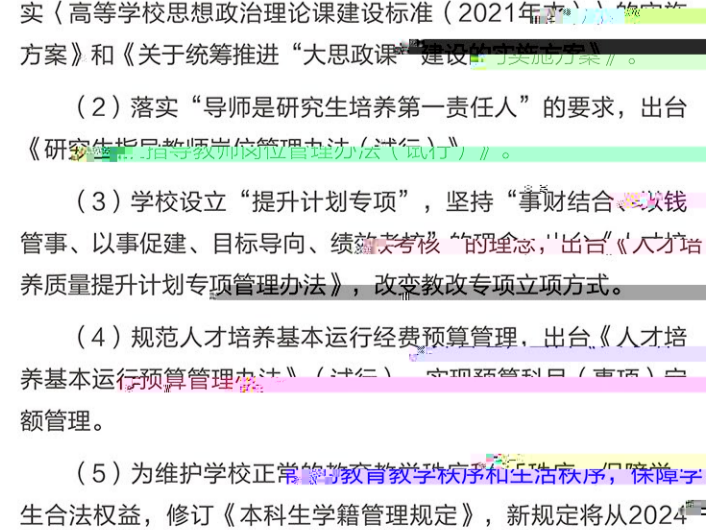 实〈高等学校思想政治理论课建设标准（2021年本）〉的实施
方案》和《关于统筹推进“大思政课”建设的实施方案》。
（2）落实“导师是研究生培养第一责任人”的要求，出台
《研究生指导教师岗位管理办法（试行）》。
（3）学校设立“提升计划专项”，坚持“事财结合、以钱
管事、以事促建、目标导向、绩效考核”的理念，出台《人才培
养质量提升计划专项管理办法》，改变教改专项立项方式。
（4）规范人才培养基本运行经费预算管理，出台《人才培
养基本运行预算管理办法》（试行），实现预算科目（事项）定
额管理。
（5）为维护学校正常的教育教学秩序和生活秩序，保障学
生合法权益，修订《本科生学籍管理规定》，新规定将从2024